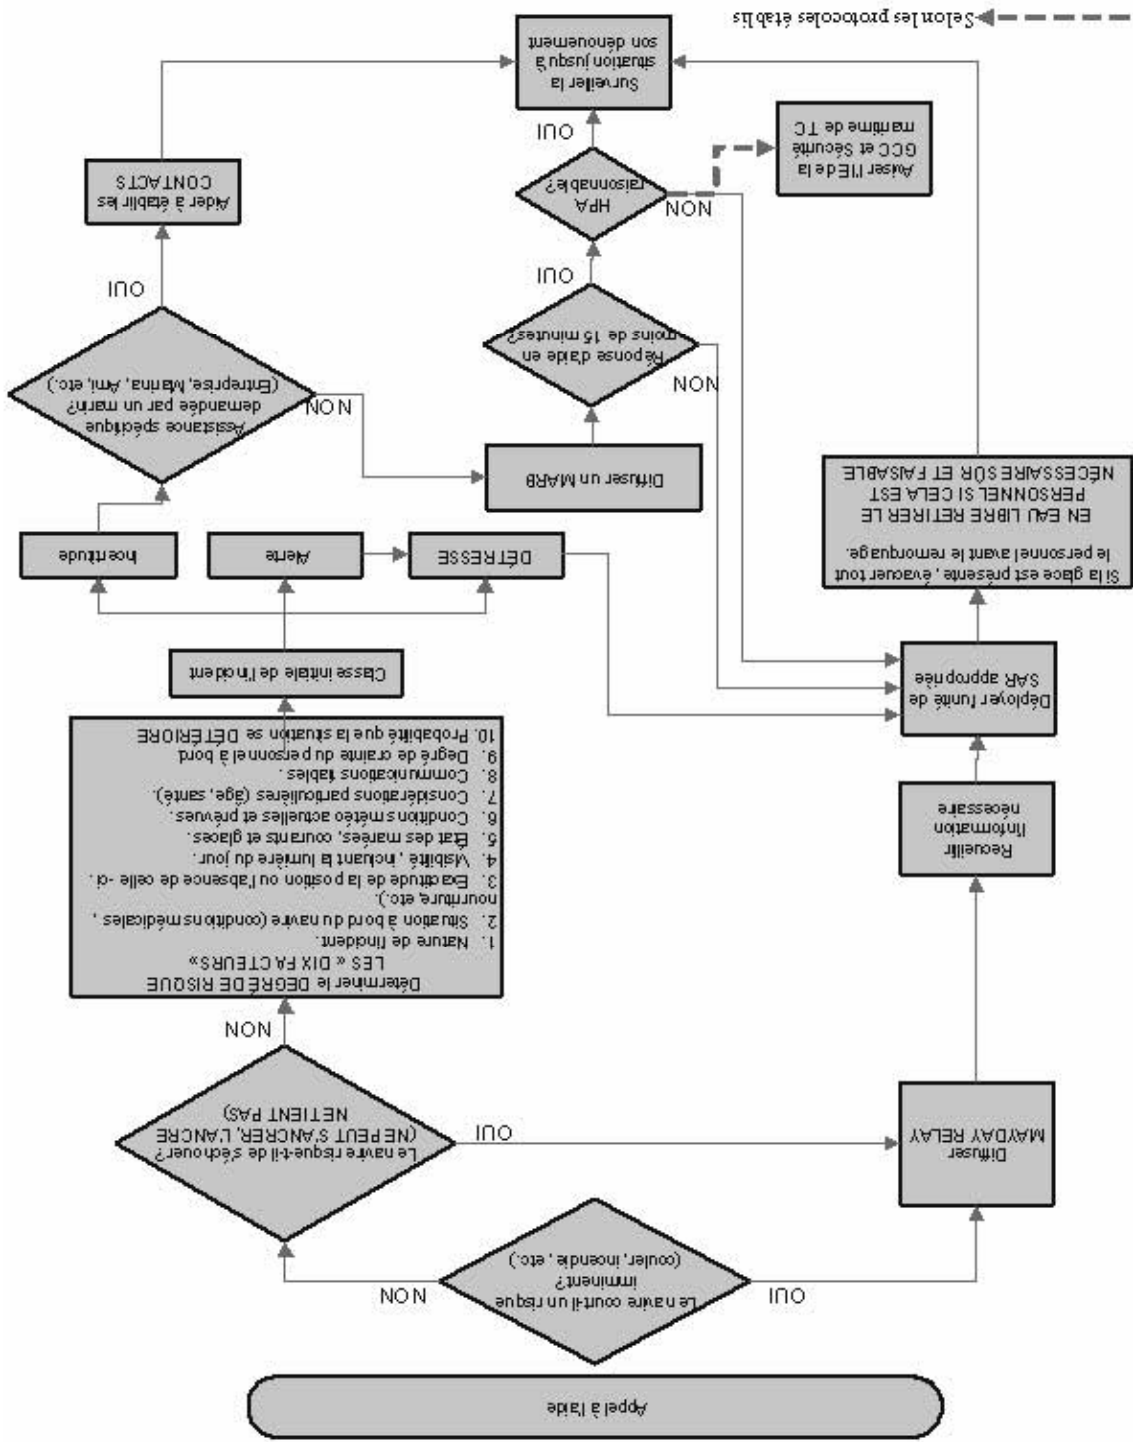 Appel à l'aide
Le navire court-il un risque
imminent?
(couler, incendie, etc.)
OUI
NON
Diffuser
MAYDAY RELAY
Le navire risque-t-il de s'échouer?
(NE PEUT S'ANCRER, L'ANCRE
NE TIENT PAS)
OUI
NON
Déterminer le DEGRÉ DE RISQUE
LES « DIX FACTEURS»
1. Nature de l'incident.
2. Situation à bord du navire (conditions médicales,
nourriture, etc.).
3. Exactitude de la position ou l'absence de celle -ci.
4. Visibilité, incluant la lumière du jour.
5. État des marées, courants et glaces.
6. Conditions météo actuelles et prévues.
7. Considérations particulières (âge, santé).
8. Communications fiables.
9. Degré de crainte du personnel à bord
10. Probabilité que la situation se DÉTÉRIORE
Recueillir
l'information
nécessaire
Classe initiale de l'incident
Déployer l'unité de
SAR appropriée
DÉTRESSE
Alerte
Incertitude
Si la glace est présente, évacuer tout
le personnel avant le remorquage.
EN EAU LIBRE RETIRER LE
PERSONNEL SI CELA EST
NÉCESSAIRE SÛR ET FAISABLE
Diffuser un MARB
Assistance spécifique
demandée par un marin?
(Entreprise, Marina, Ami, etc.)
NON
OUI
Réponse d'aide en
moins de 15 minutes?
NON
OUI
HPA
raisonnable?
NON
OUI
Aider à établir les
CONTACTS
Aviser l'IE de la
GCC et Sécurité
maritime de TC
Surveiller la
situation jusqu'à
son dénouement
Selon les protocoles établis